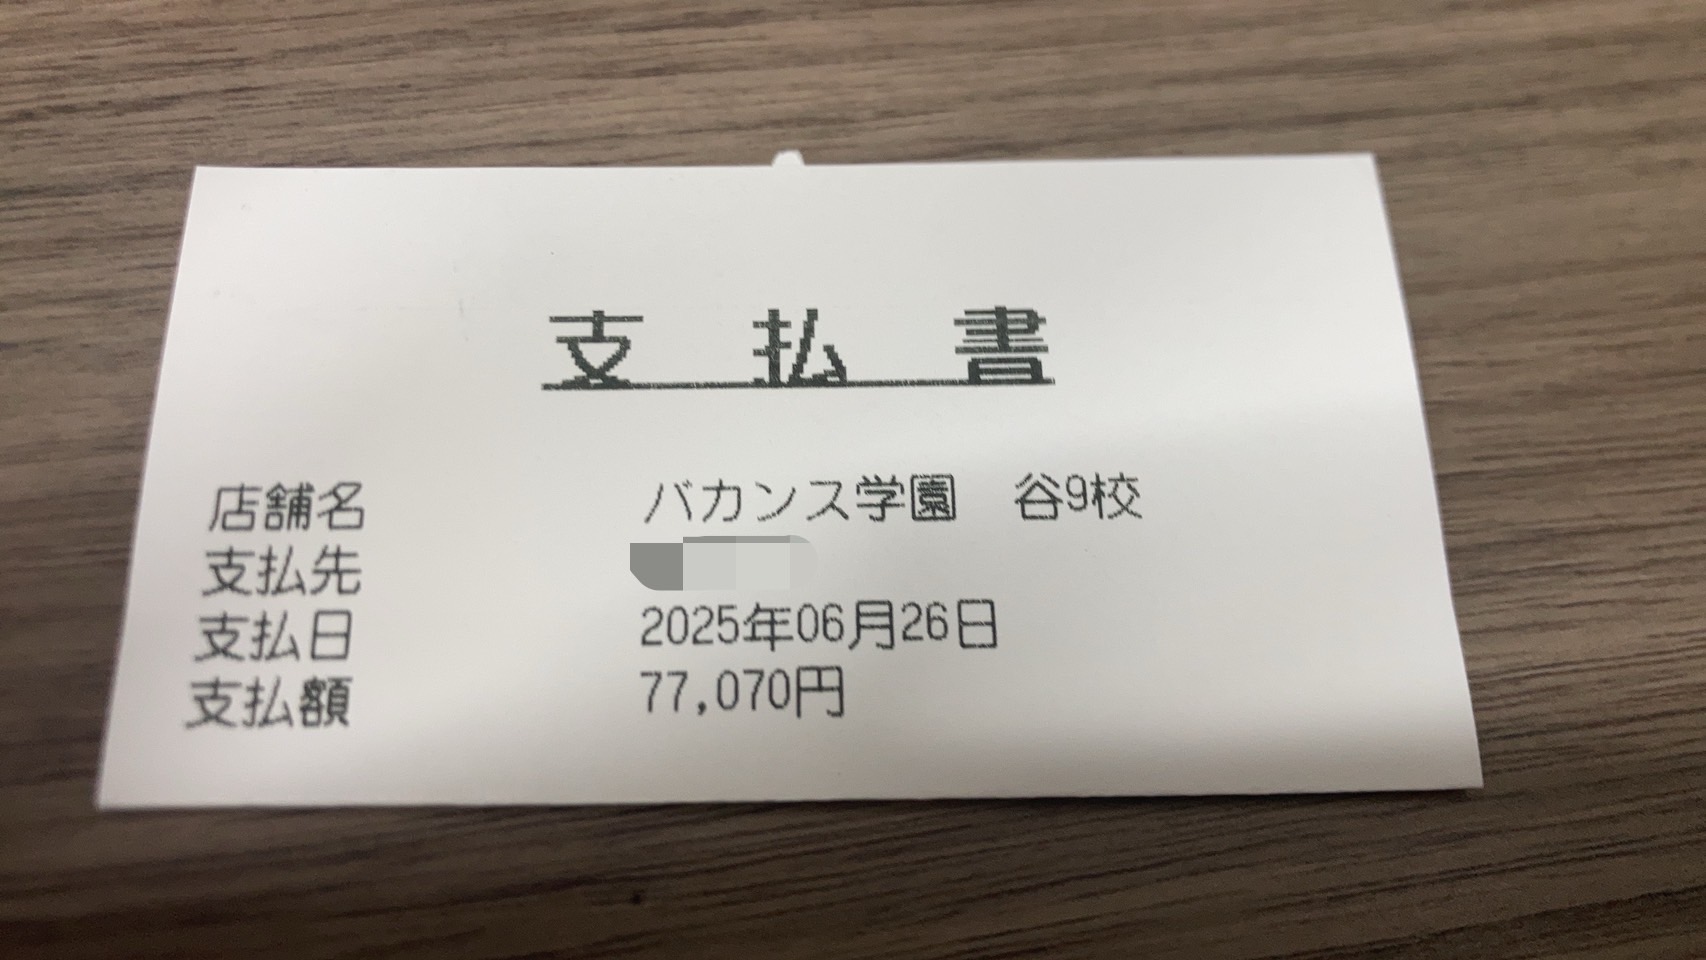 支払書
店舗名 バカンス学園 谷9校
支払先
支払日 2025年06月26日
支払額 77,070円